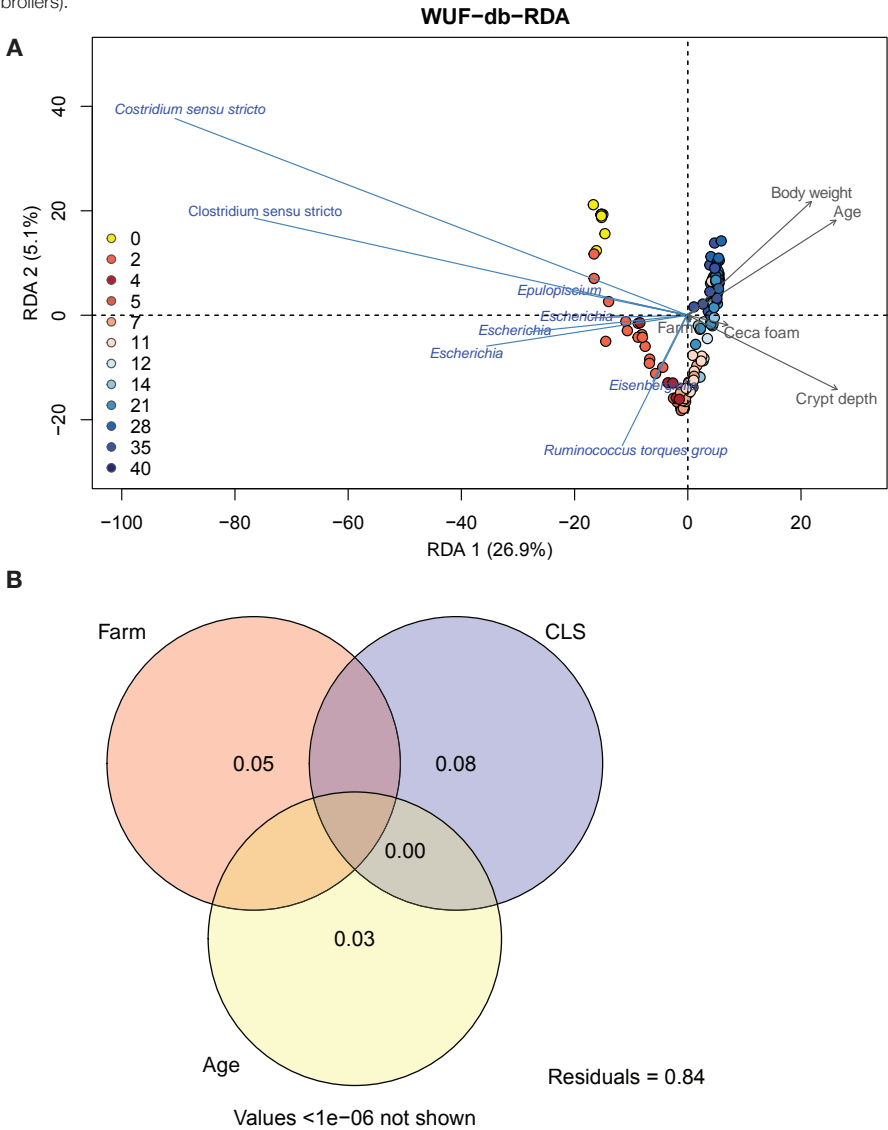 broilers).
WUF−db−RDA
A
Costridium sensu stricto
Clostridium sensu stricto
Body weight
Age
Epulopiscium
Escherichia
Escherichia
Escherichia
Farm
Ceca foam
Eisenbergiella
Crypt depth
Ruminococcus torques group
0
2
4
5
7
11
12
14
21
28
35
40
RDA 2 (5.1%)
40
20
0
−20
−100 −80 −60 −40 −20 0 20
RDA 1 (26.9%)
B
Farm
CLS
0.05
0.08
0.00
0.03
Age
Residuals = 0.84
Values <1e−06 not shown